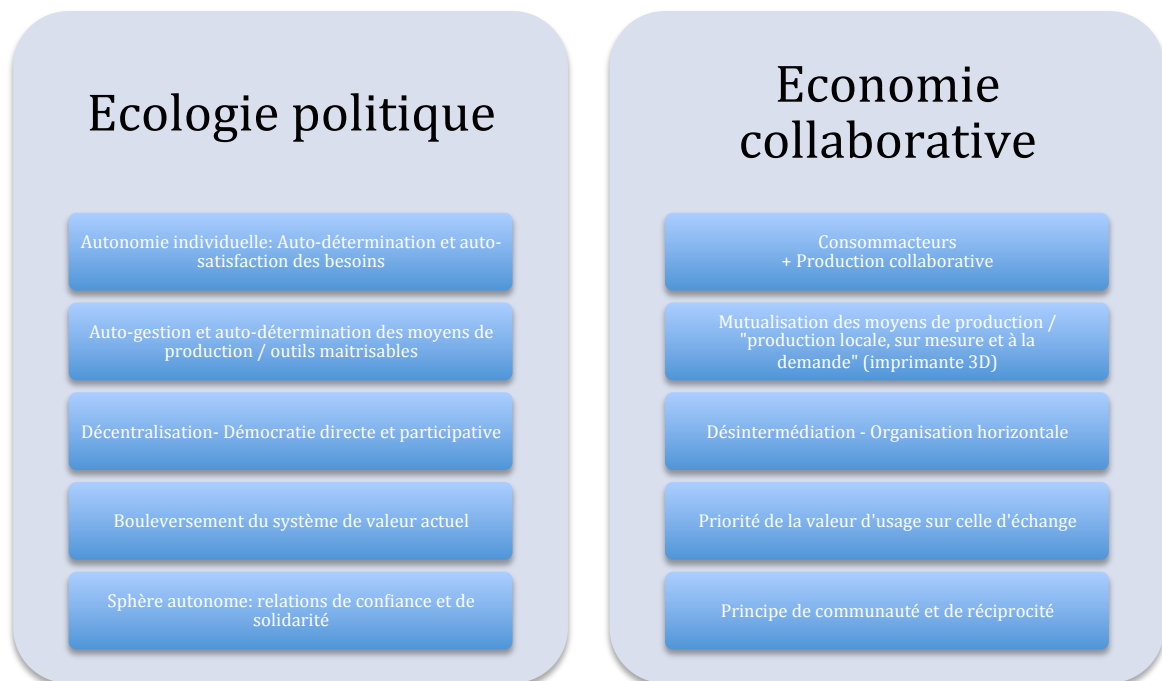 Ecologie politique
Autonomie individuelle: Auto-détermination et auto-
satisfaction des besoins
Auto-gestion et auto-détermination des moyens de
production / outils maitrisables
Décentralisation- Démocratie directe et participative
Bouleversement du système de valeur actuel
Sphère autonome: relations de confiance et de
solidarité
Economie
collaborative
Consommacteurs
+ Production collaborative
Mutualisation des moyens de production /
"production locale, sur mesure et à la
demande" (imprimante 3D)
Désintermédiation - Organisation horizontale
Priorité de la valeur d'usage sur celle d'échange
Principe de communauté et de réciprocité